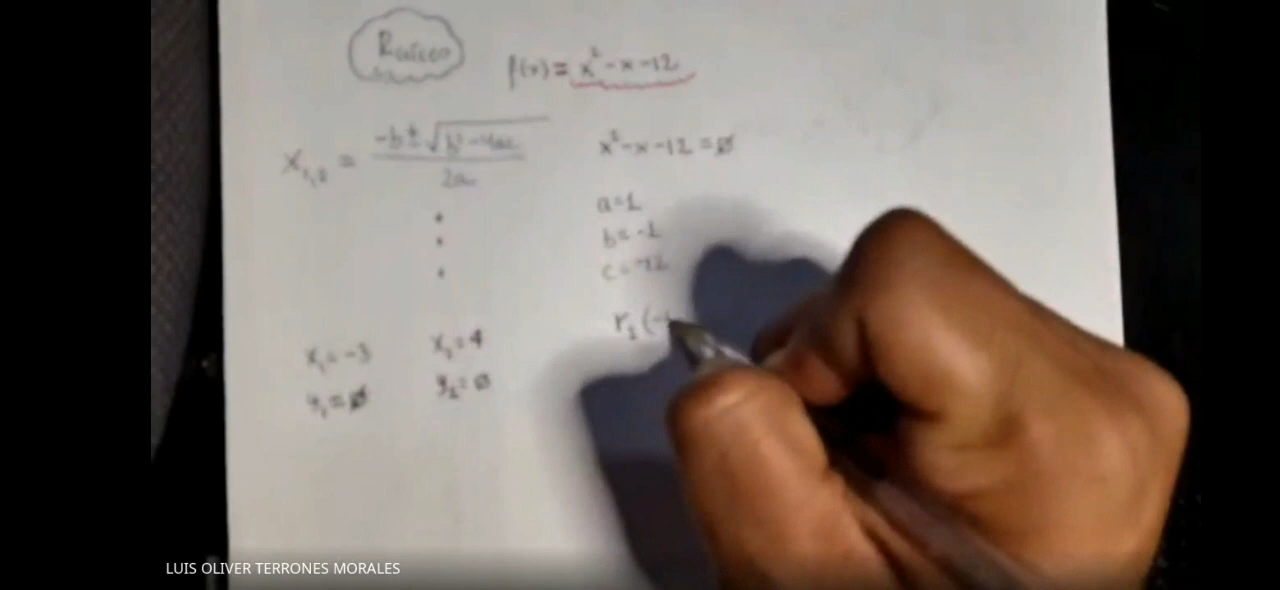 Raíces
f(x) = x² - x - 12
x₁,₂ = (-b ± √(b² - 4ac)) / 2a
x² - x - 12 = Ø
a = 1
b = -1
c = -12
r₁ (-
x₁ = -3 x₂ = 4
y₁ = Ø y₂ = Ø
LUIS OLIVER TERRONES MORALES